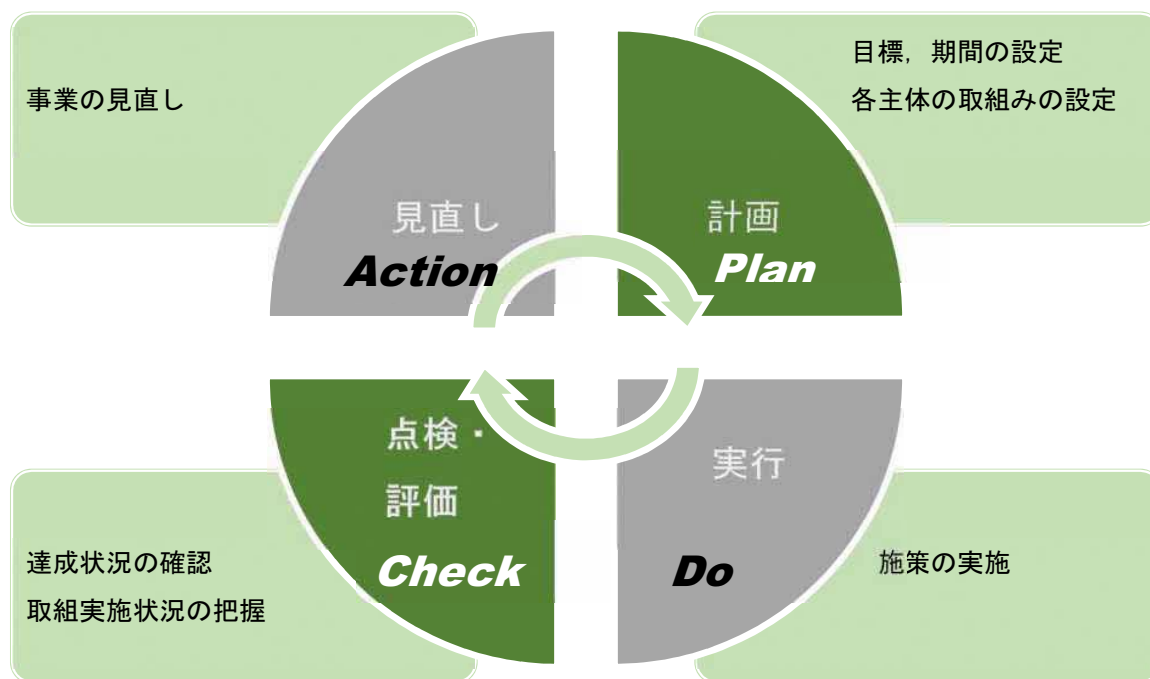 事業の見直し
見直し
Action
目標，期間の設定
各主体の取組みの設定
計画
Plan
点検・
評価
Check
達成状況の確認
取組実施状況の把握
実行
Do
施策の実施